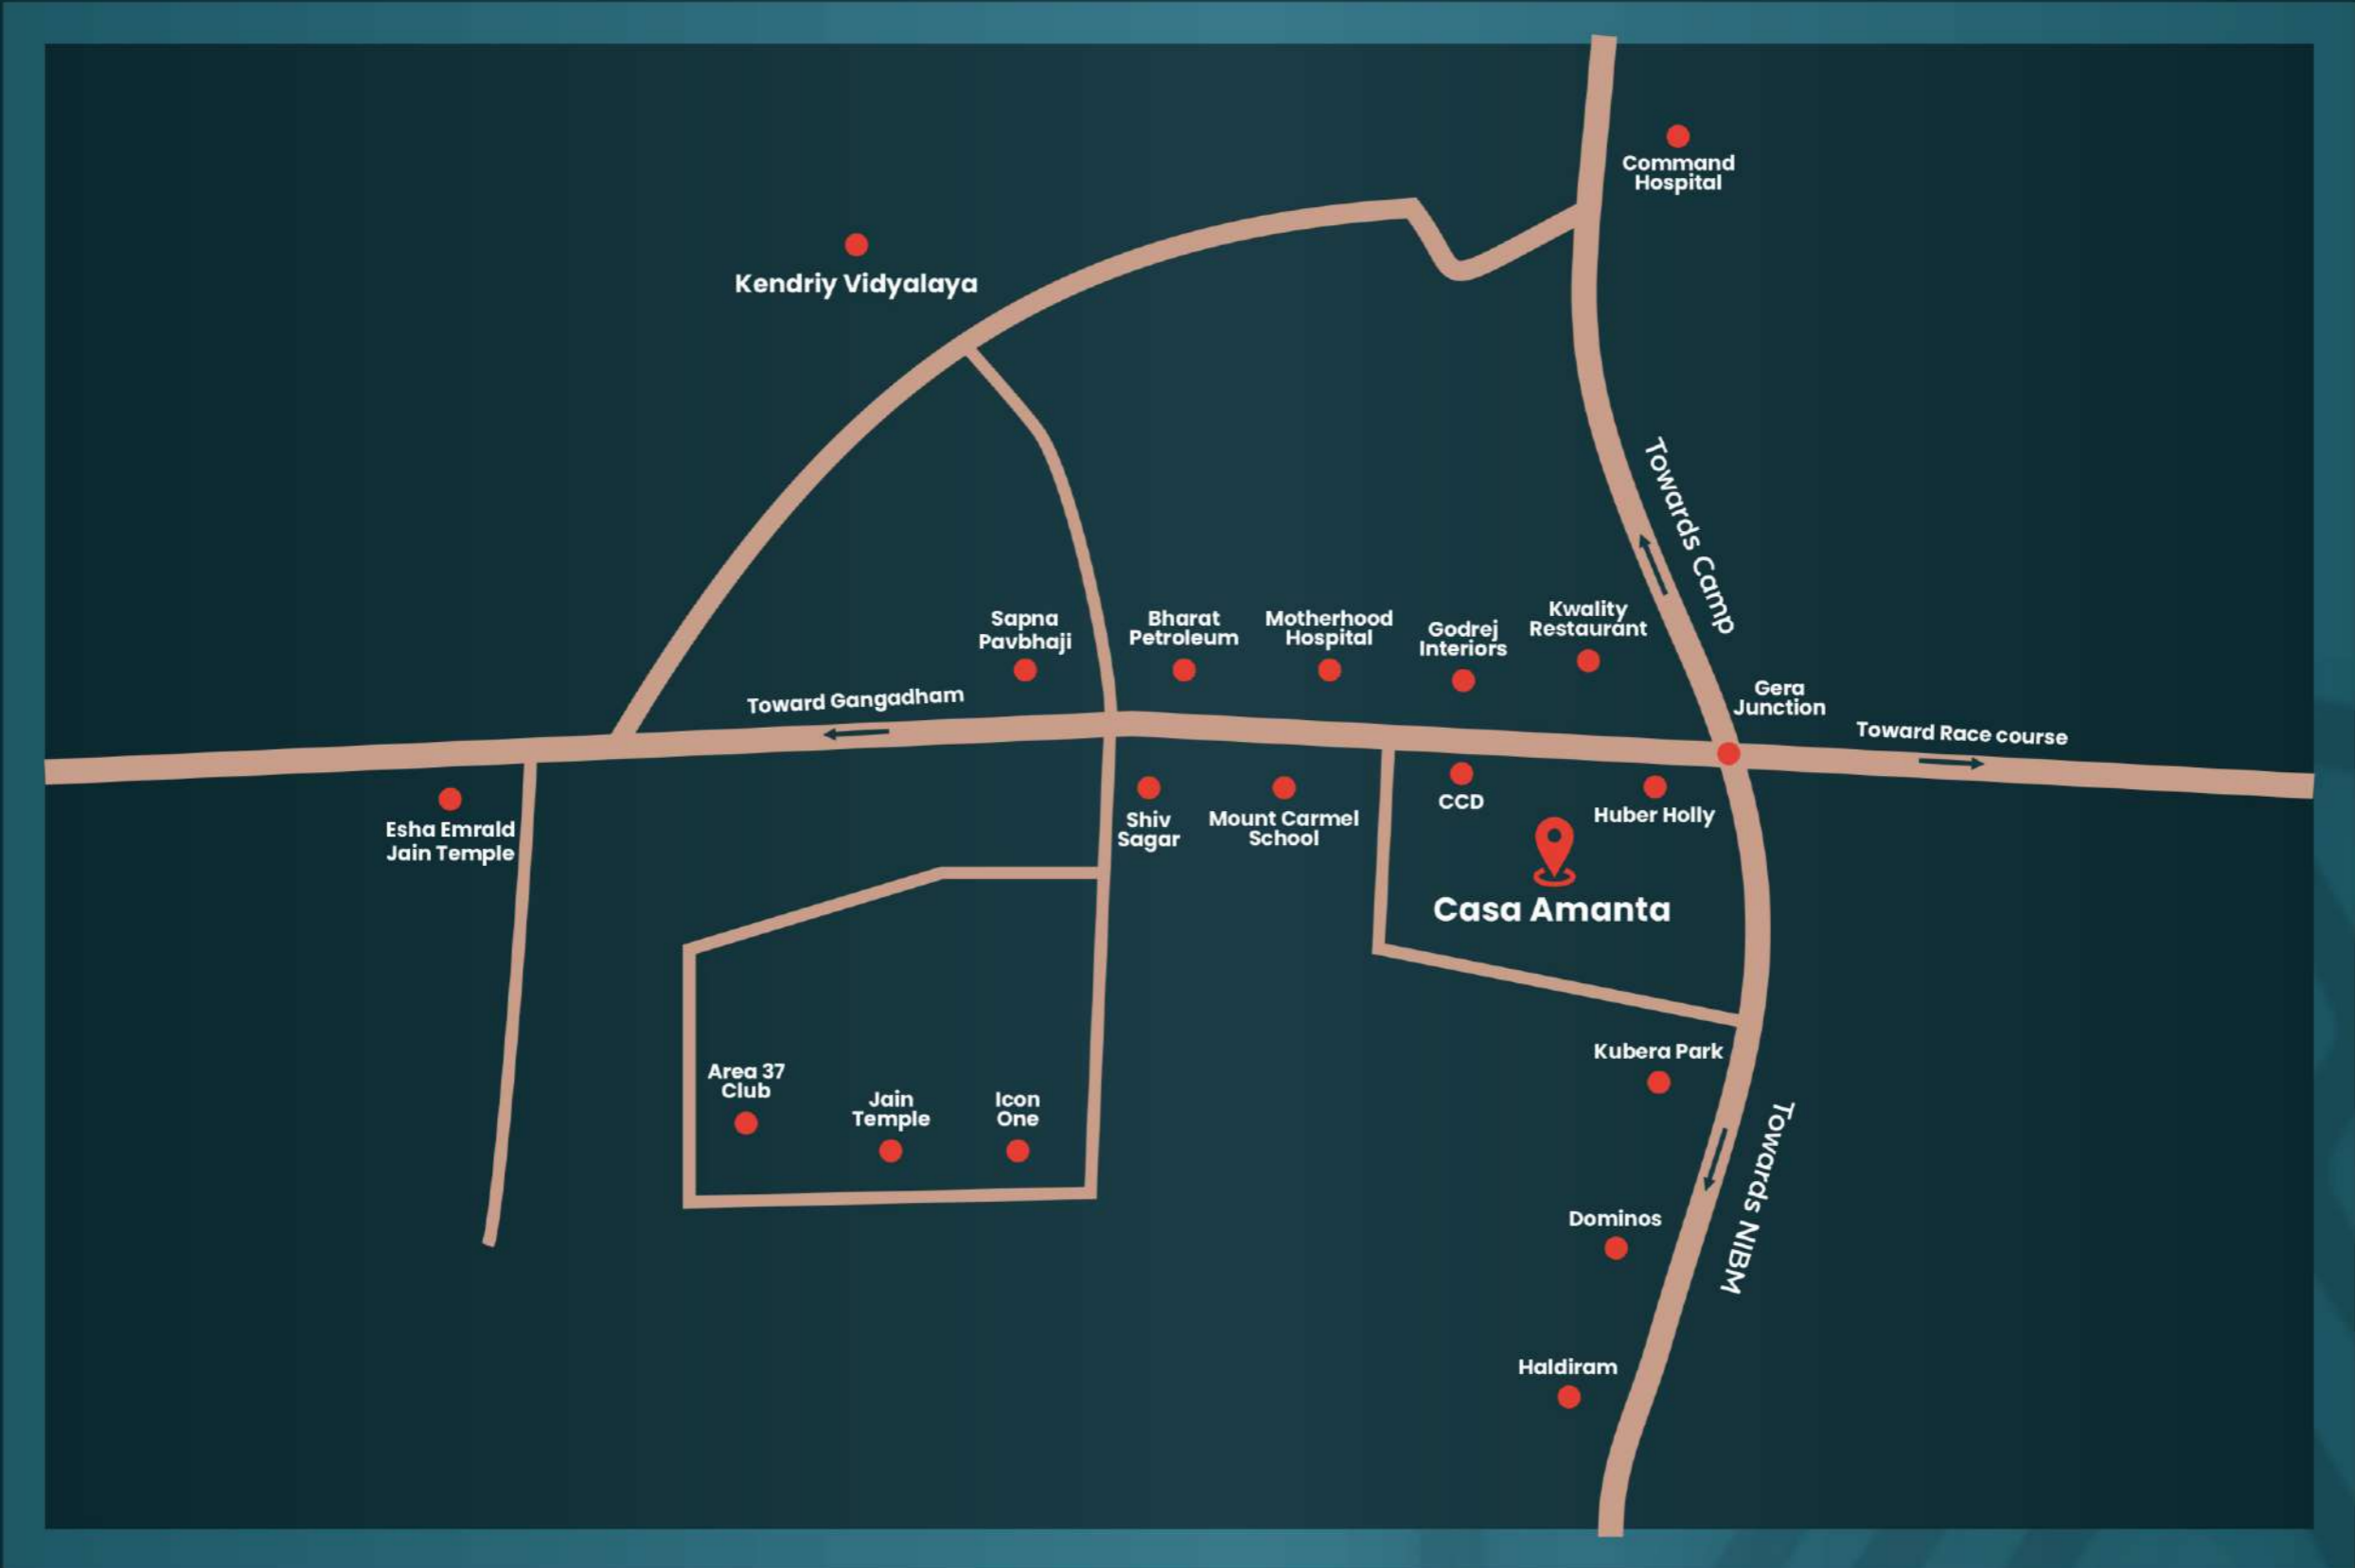 Command
Hospital
Kendriy Vidyalaya
Towards Camp
Sapna
Pavbhaji
Bharat
Petroleum
Motherhood
Hospital
Godrej
Interiors
Kwality
Restaurant
Toward Gangadham
Gera
Junction
Toward Race course
Esha Emrald
Jain Temple
Shiv
Sagar
Mount Carmel
School
CCD
Huber Holly
Casa Amanta
Area 37
Club
Jain
Temple
Icon
One
Kubera Park
Towards NIBM
Dominos
Haldiram